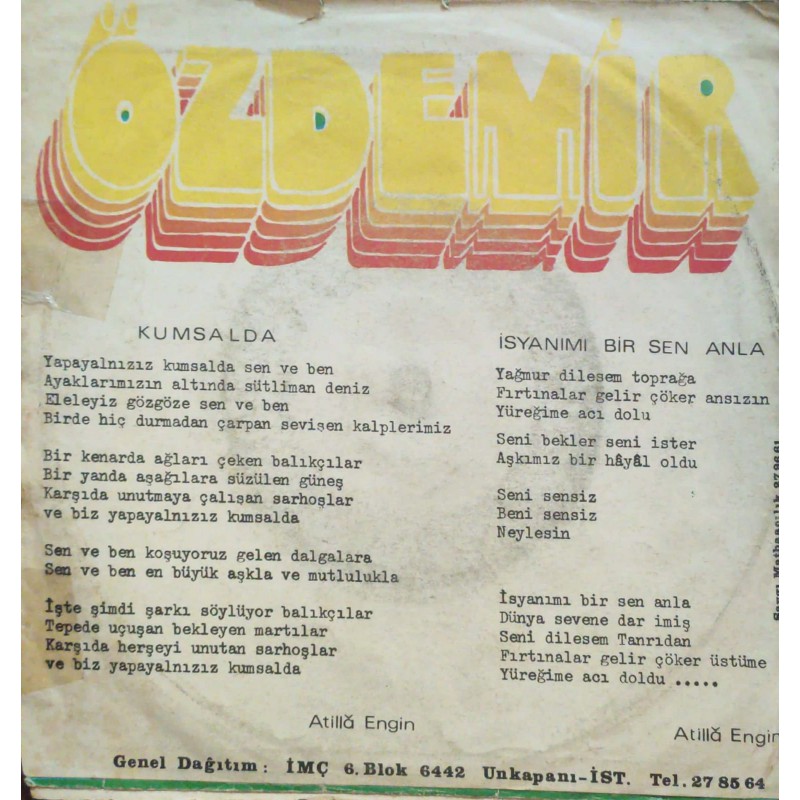 ÖZDEMİR
KUMSALDA
Yapayalnızız kumsalda sen ve ben
Ayaklarımızın altında sütliman deniz
Eleleyiz gözgöze sen ve ben
Birde hiç durmadan çarpan sevişen kalplerimiz
Bir kenarda ağları çeken balıkçılar
Bir yanda aşağılara süzülen güneş
Karşıda unutmaya çalışan sarhoşlar
ve biz yapayalnızız kumsalda
Sen ve ben koşuyoruz gelen dalgalara
Sen ve ben en büyük aşkla ve mutlulukla
İşte şimdi şarkı söylüyor balıkçılar
Tepede uçuşan bekleyen martılar
Karşıda herşeyi unutan sarhoşlar
ve biz yapayalnızız kumsalda
Atillă Engin
İSYANIMI BİR SEN ANLA
Yağmur dilesem toprağa
Fırtınalar gelir çöker ansızın
Yüreğime acı dolu
Seni bekler seni ister
Aşkımız bir hâyâl oldu
Seni sensiz
Beni sensiz
Neylesin
İsyanımı bir sen anla
Dünya sevene dar imiş
Seni dilesem Tanrıdan
Fırtınalar gelir çöker üstüme
Yüreğime acı doldu .....
Atillă Engin
Genel Dağıtım: İMÇ 6. Blok 6442 Unkapanı-İST. Tel. 27 85 64